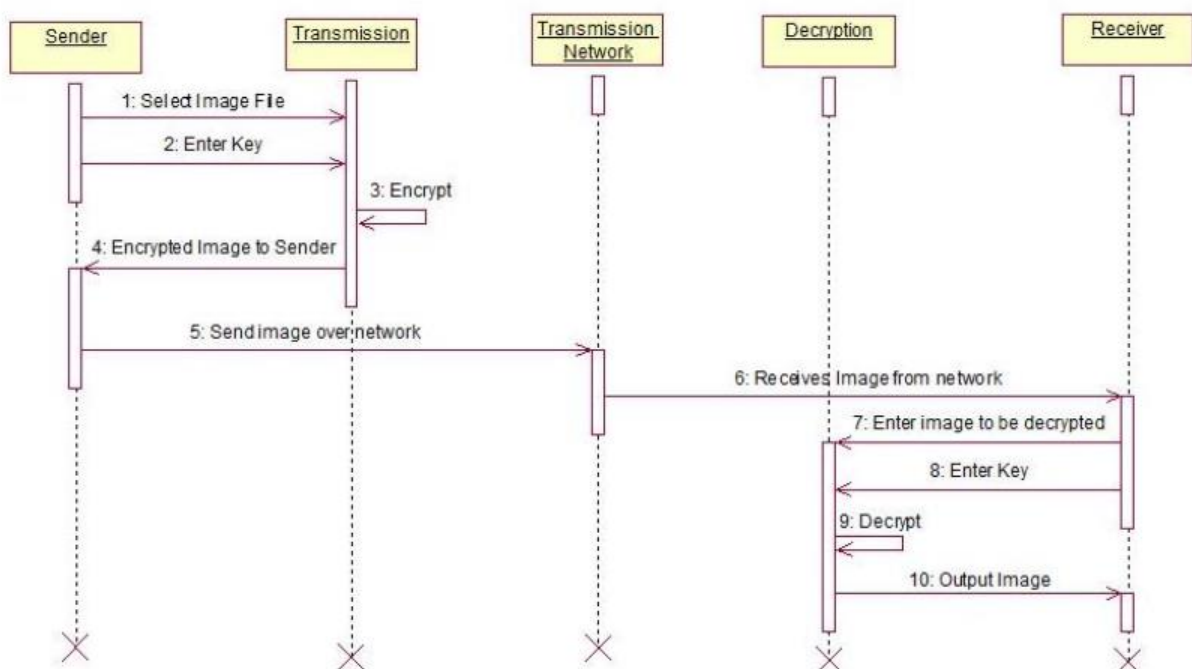 Sender
Transmission
Transmission
Network
Decryption
Receiver
1: Select Image File
2: Enter Key
3: Encrypt
4: Encrypted Image to Sender
5: Send image over network
6: Receives Image from network
7: Enter image to be decrypted
8: Enter Key
9: Decrypt
10: Output Image